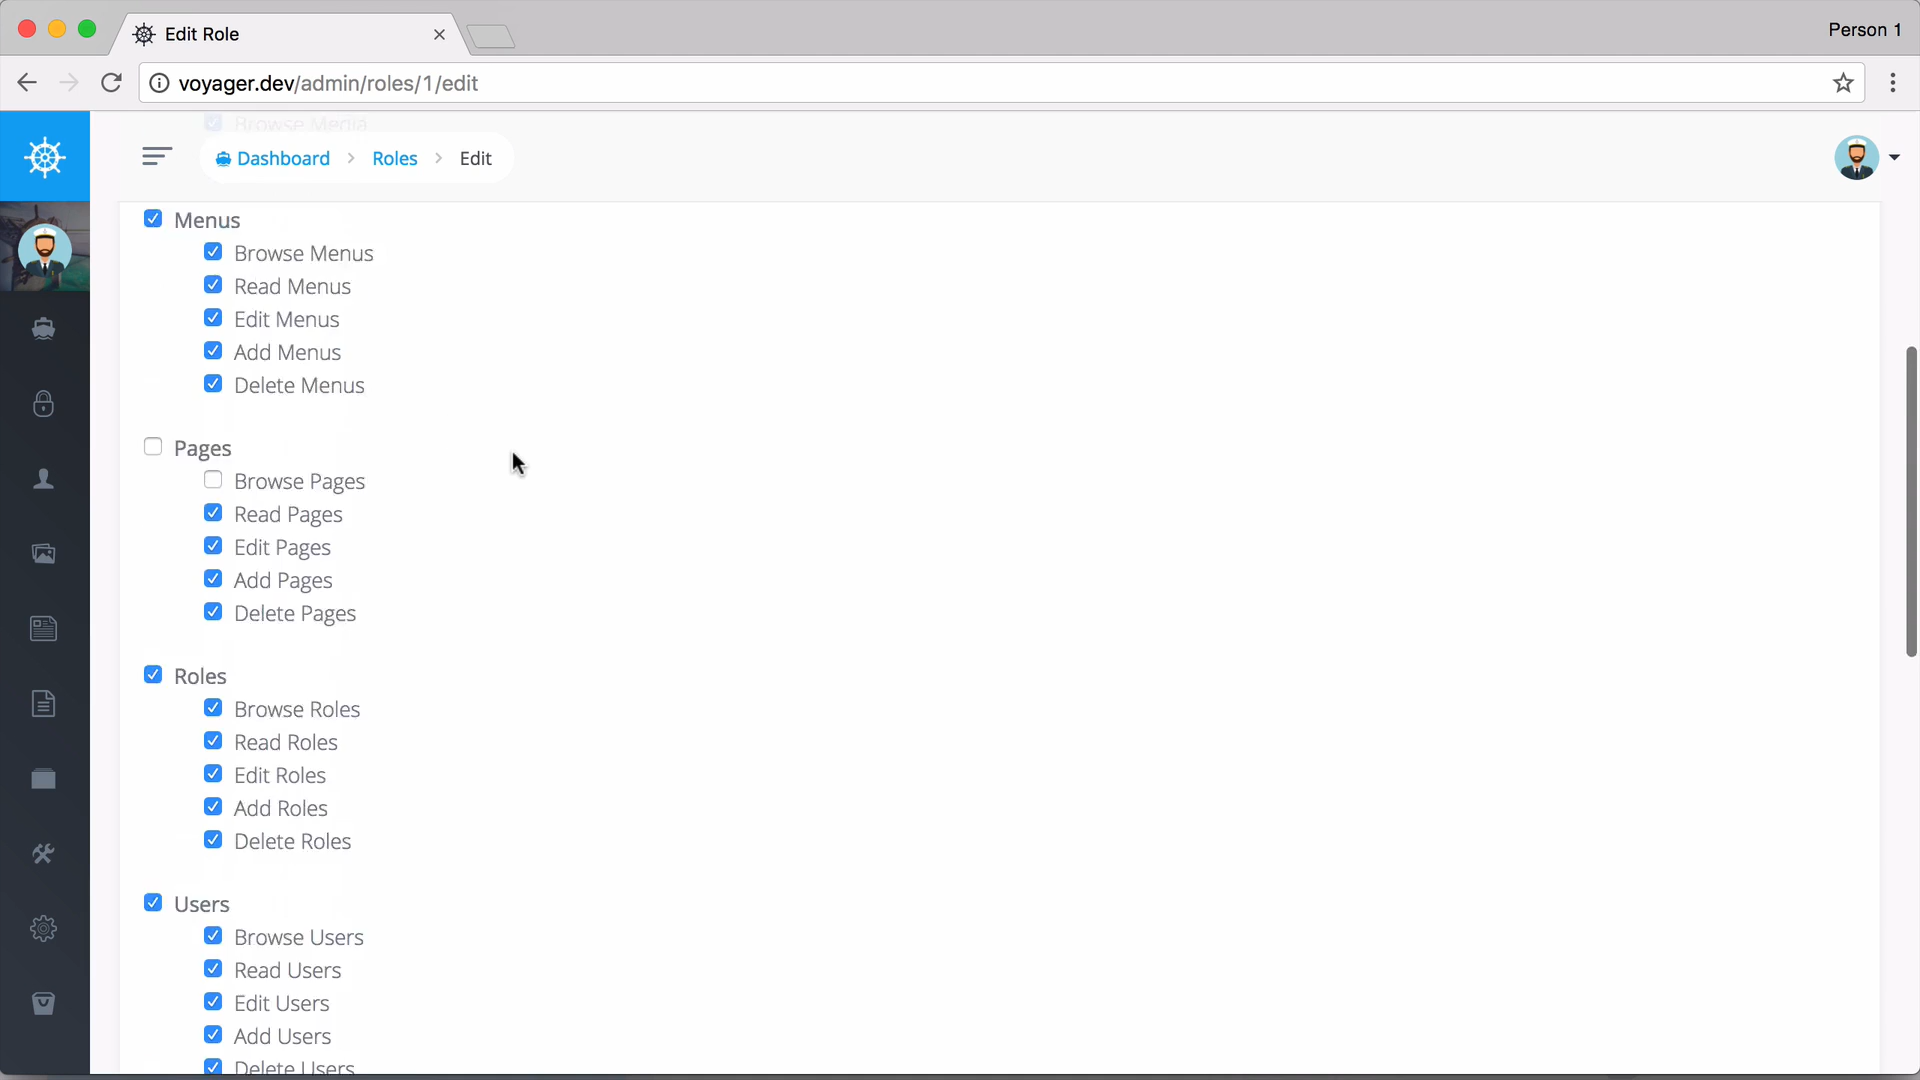 Edit Role
Person 1
voyager.dev/admin/roles/1/edit
Browse Media
Dashboard > Roles > Edit
Menus
Browse Menus
Read Menus
Edit Menus
Add Menus
Delete Menus
Pages
Browse Pages
Read Pages
Edit Pages
Add Pages
Delete Pages
Roles
Browse Roles
Read Roles
Edit Roles
Add Roles
Delete Roles
Users
Browse Users
Read Users
Edit Users
Add Users
Delete Users